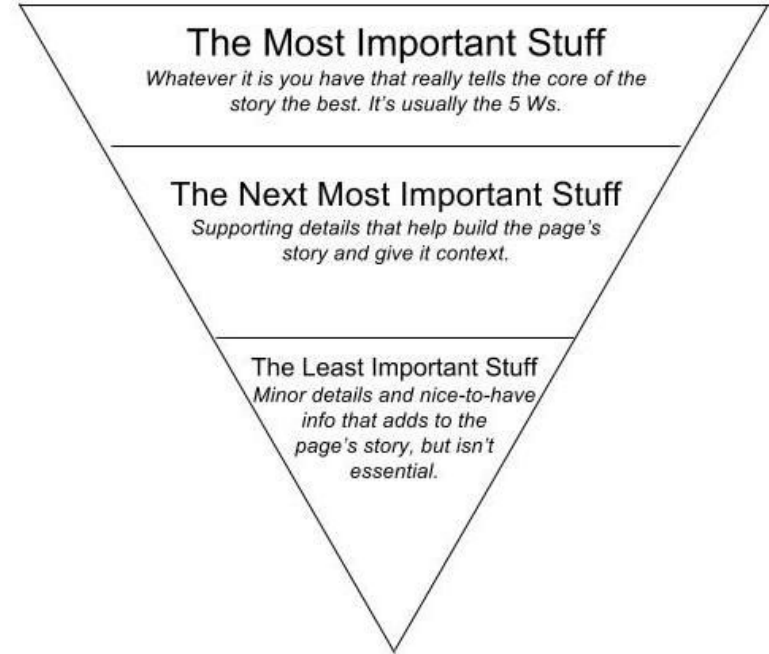 The Most Important Stuff
Whatever it is you have that really tells the core of the
story the best. It's usually the 5 Ws.
The Next Most Important Stuff
Supporting details that help build the page's
story and give it context.
The Least Important Stuff
Minor details and nice-to-have
info that adds to the
page's story, but isn't
essential.